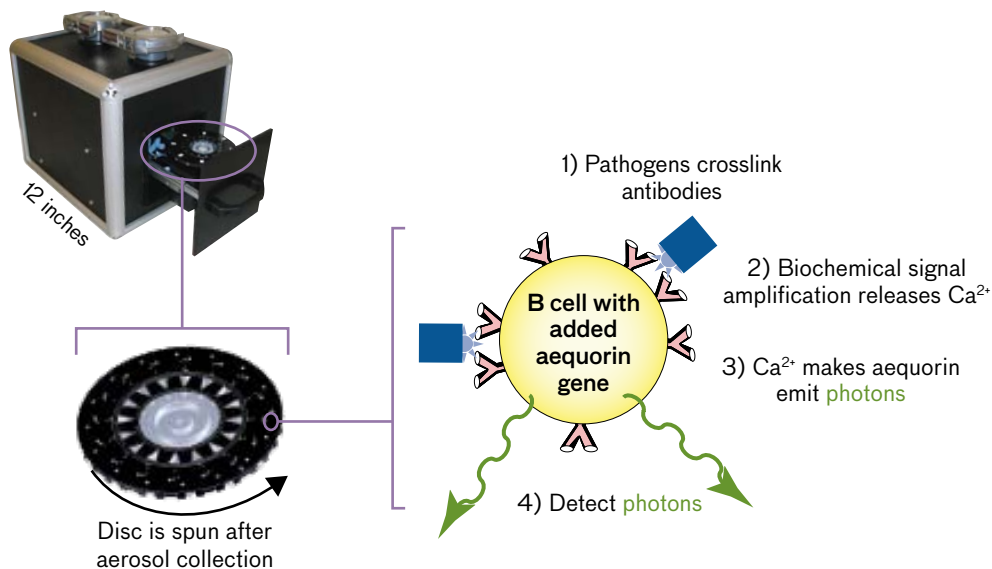 12 inches
Disc is spun after
aerosol collection
1) Pathogens crosslink
antibodies
B cell with
added
aequorin
gene
2) Biochemical signal
amplification releases Ca²⁺
3) Ca²⁺ makes aequorin
emit photons
4) Detect photons